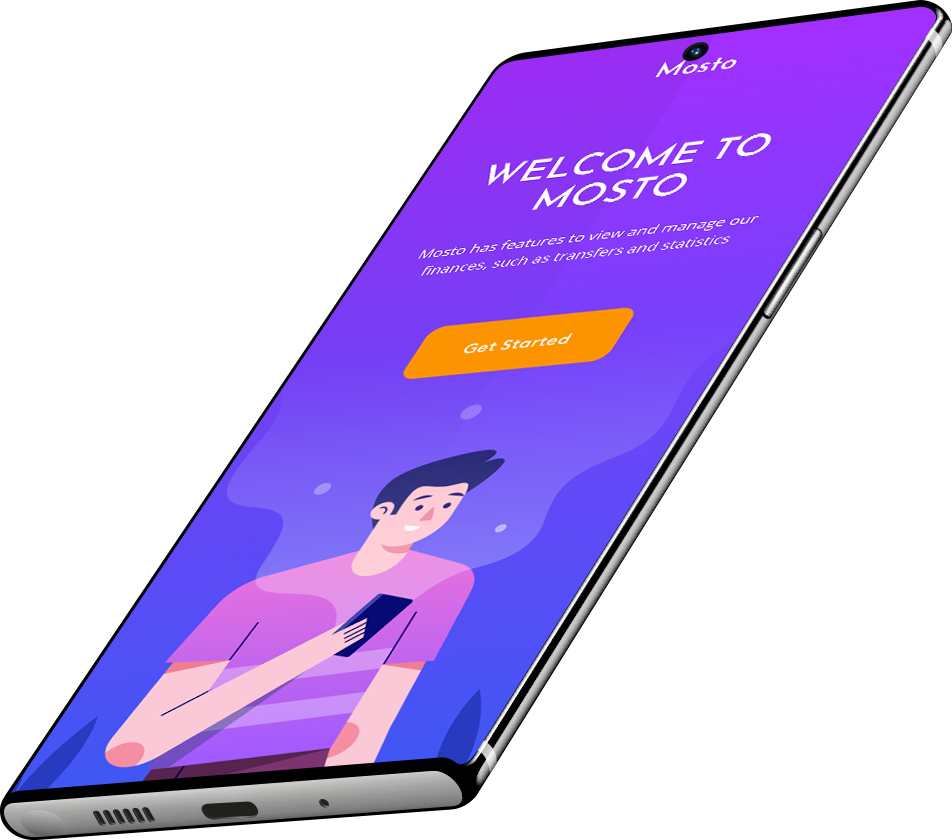 Mosto
WELCOME TO
MOSTO
Mosto has features to view and manage our
finances, such as transfers and statistics
Get Started